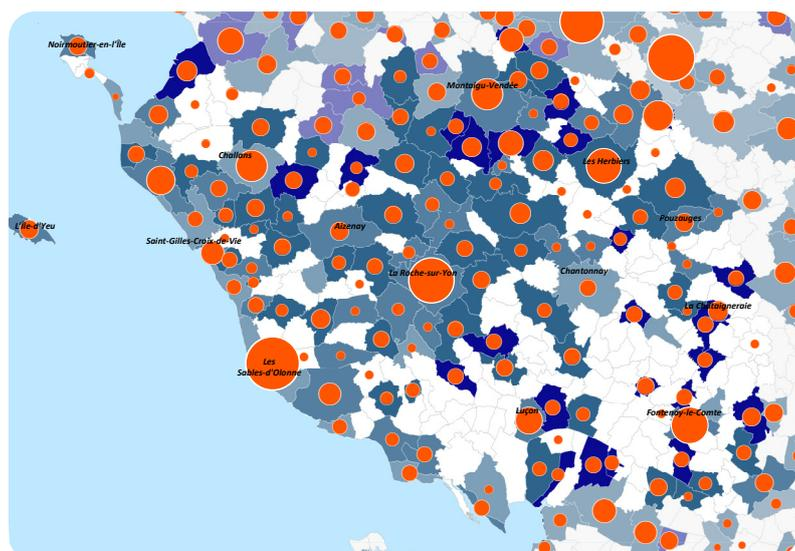 Noirmoutier-en-l'Île
Montaigu-Vendée
Challans
Les Herbiers
Pouzauges
L'Île-d'Yeu
Aizenay
Saint-Gilles-Croix-de-Vie
La Roche-sur-Yon
Chantonnay
La Châtaigneraie
Les
Sables-d'Olonne
Luçon
Fontenay-le-Comte